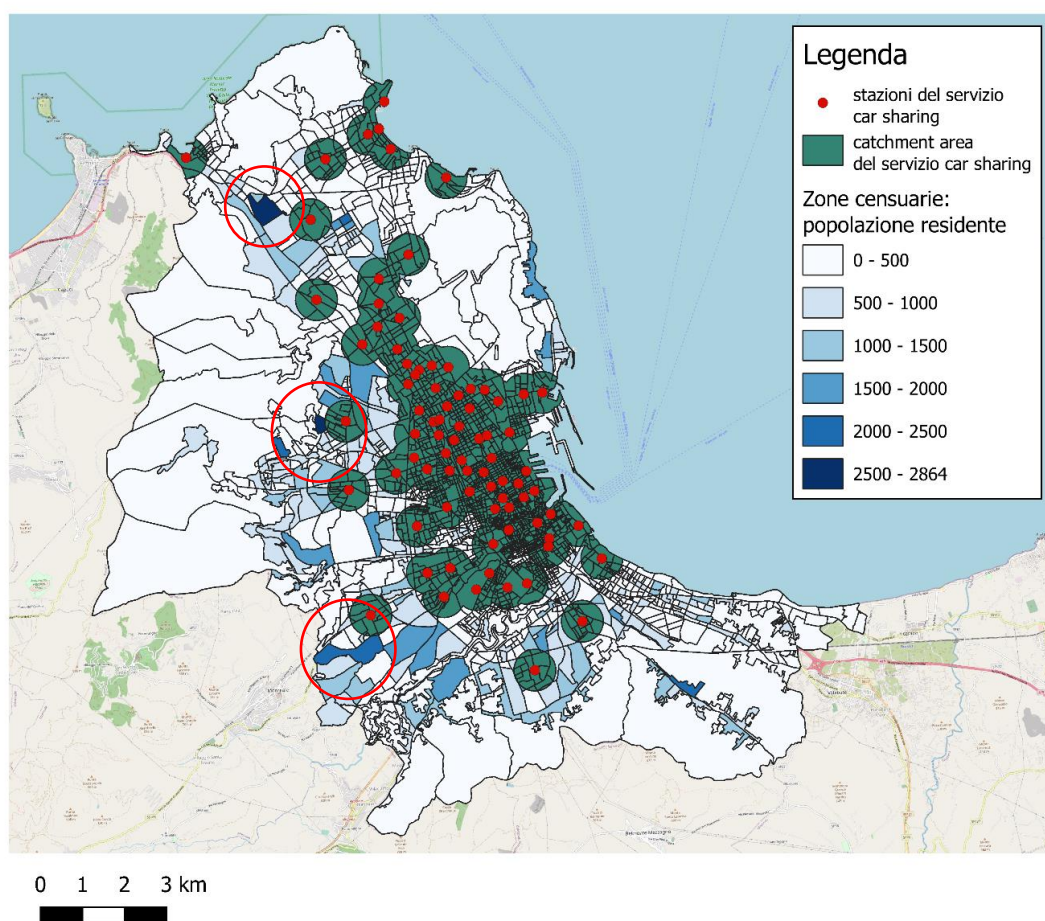 Legenda
stazioni del servizio
car sharing
catchment area
del servizio car sharing
Zone censuarie:
popolazione residente
0 - 500
500 - 1000
1000 - 1500
1500 - 2000
2000 - 2500
2500 - 2864
0 1 2 3 km